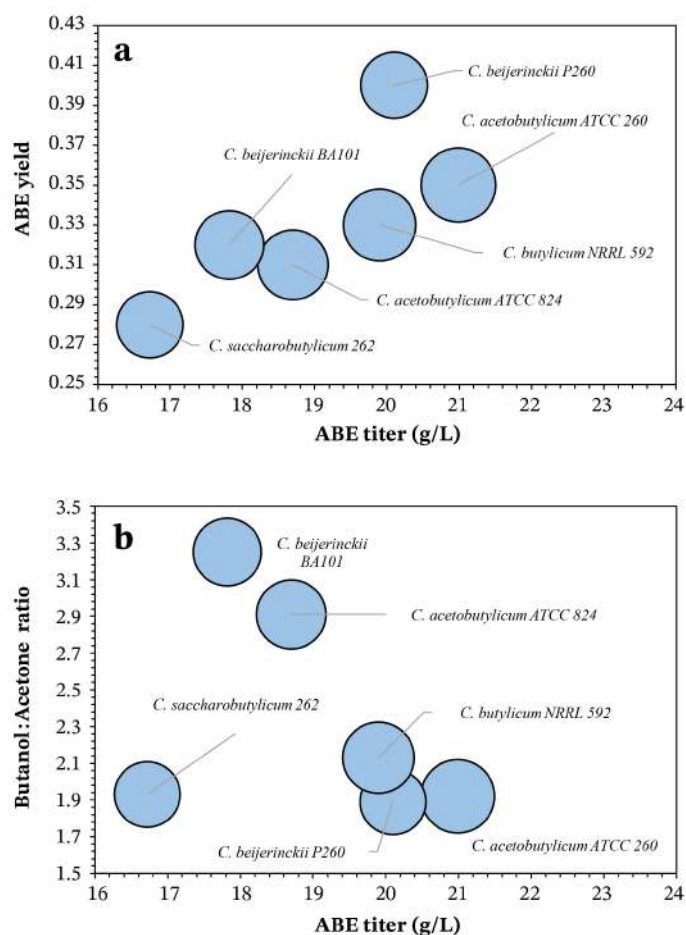 a
ABE yield
0.43
0.41
0.39
0.37
0.35
0.33
0.31
0.29
0.27
0.25
C. beijerinckii P260
C. acetobutylicum ATCC 260
C. beijerinckii BA101
C. butylicum NRRL 592
C. acetobutylicum ATCC 824
C. saccharobutylicum 262
16 17 18 19 20 21 22 23 24
ABE titer (g/L)
b
Butanol:Acetone ratio
3.5
3.3
3.1
2.9
2.7
2.5
2.3
2.1
1.9
1.7
1.5
C. beijerinckii
BA101
C. acetobutylicum ATCC 824
C. saccharobutylicum 262
C. butylicum NRRL 592
C. beijerinckii P260
C. acetobutylicum ATCC 260
16 17 18 19 20 21 22 23 24
ABE titer (g/L)